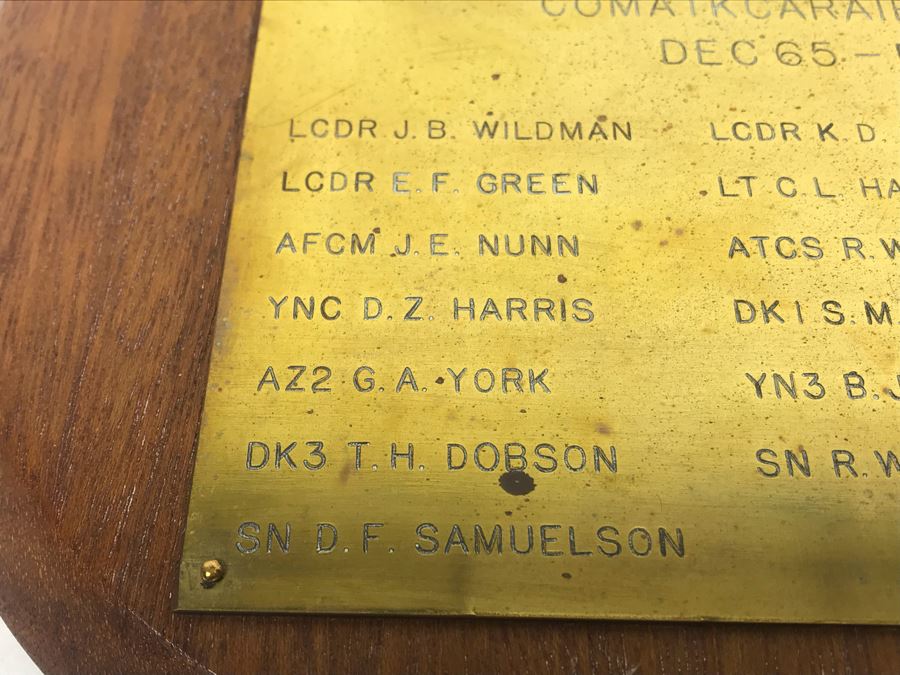 DEC 65 –
LCDR J. B. WILDMAN LCDR K. D.
LCDR E. F. GREEN LT C. L.
AFCM J. E. NUNN ATCS R. W
YNC D. Z. HARRIS DK1 S. M
AZ2 G. A. YORK YN3 B. J
DK3 T. H. DOBSON SN R. W
SN D. F. SAMUELSON